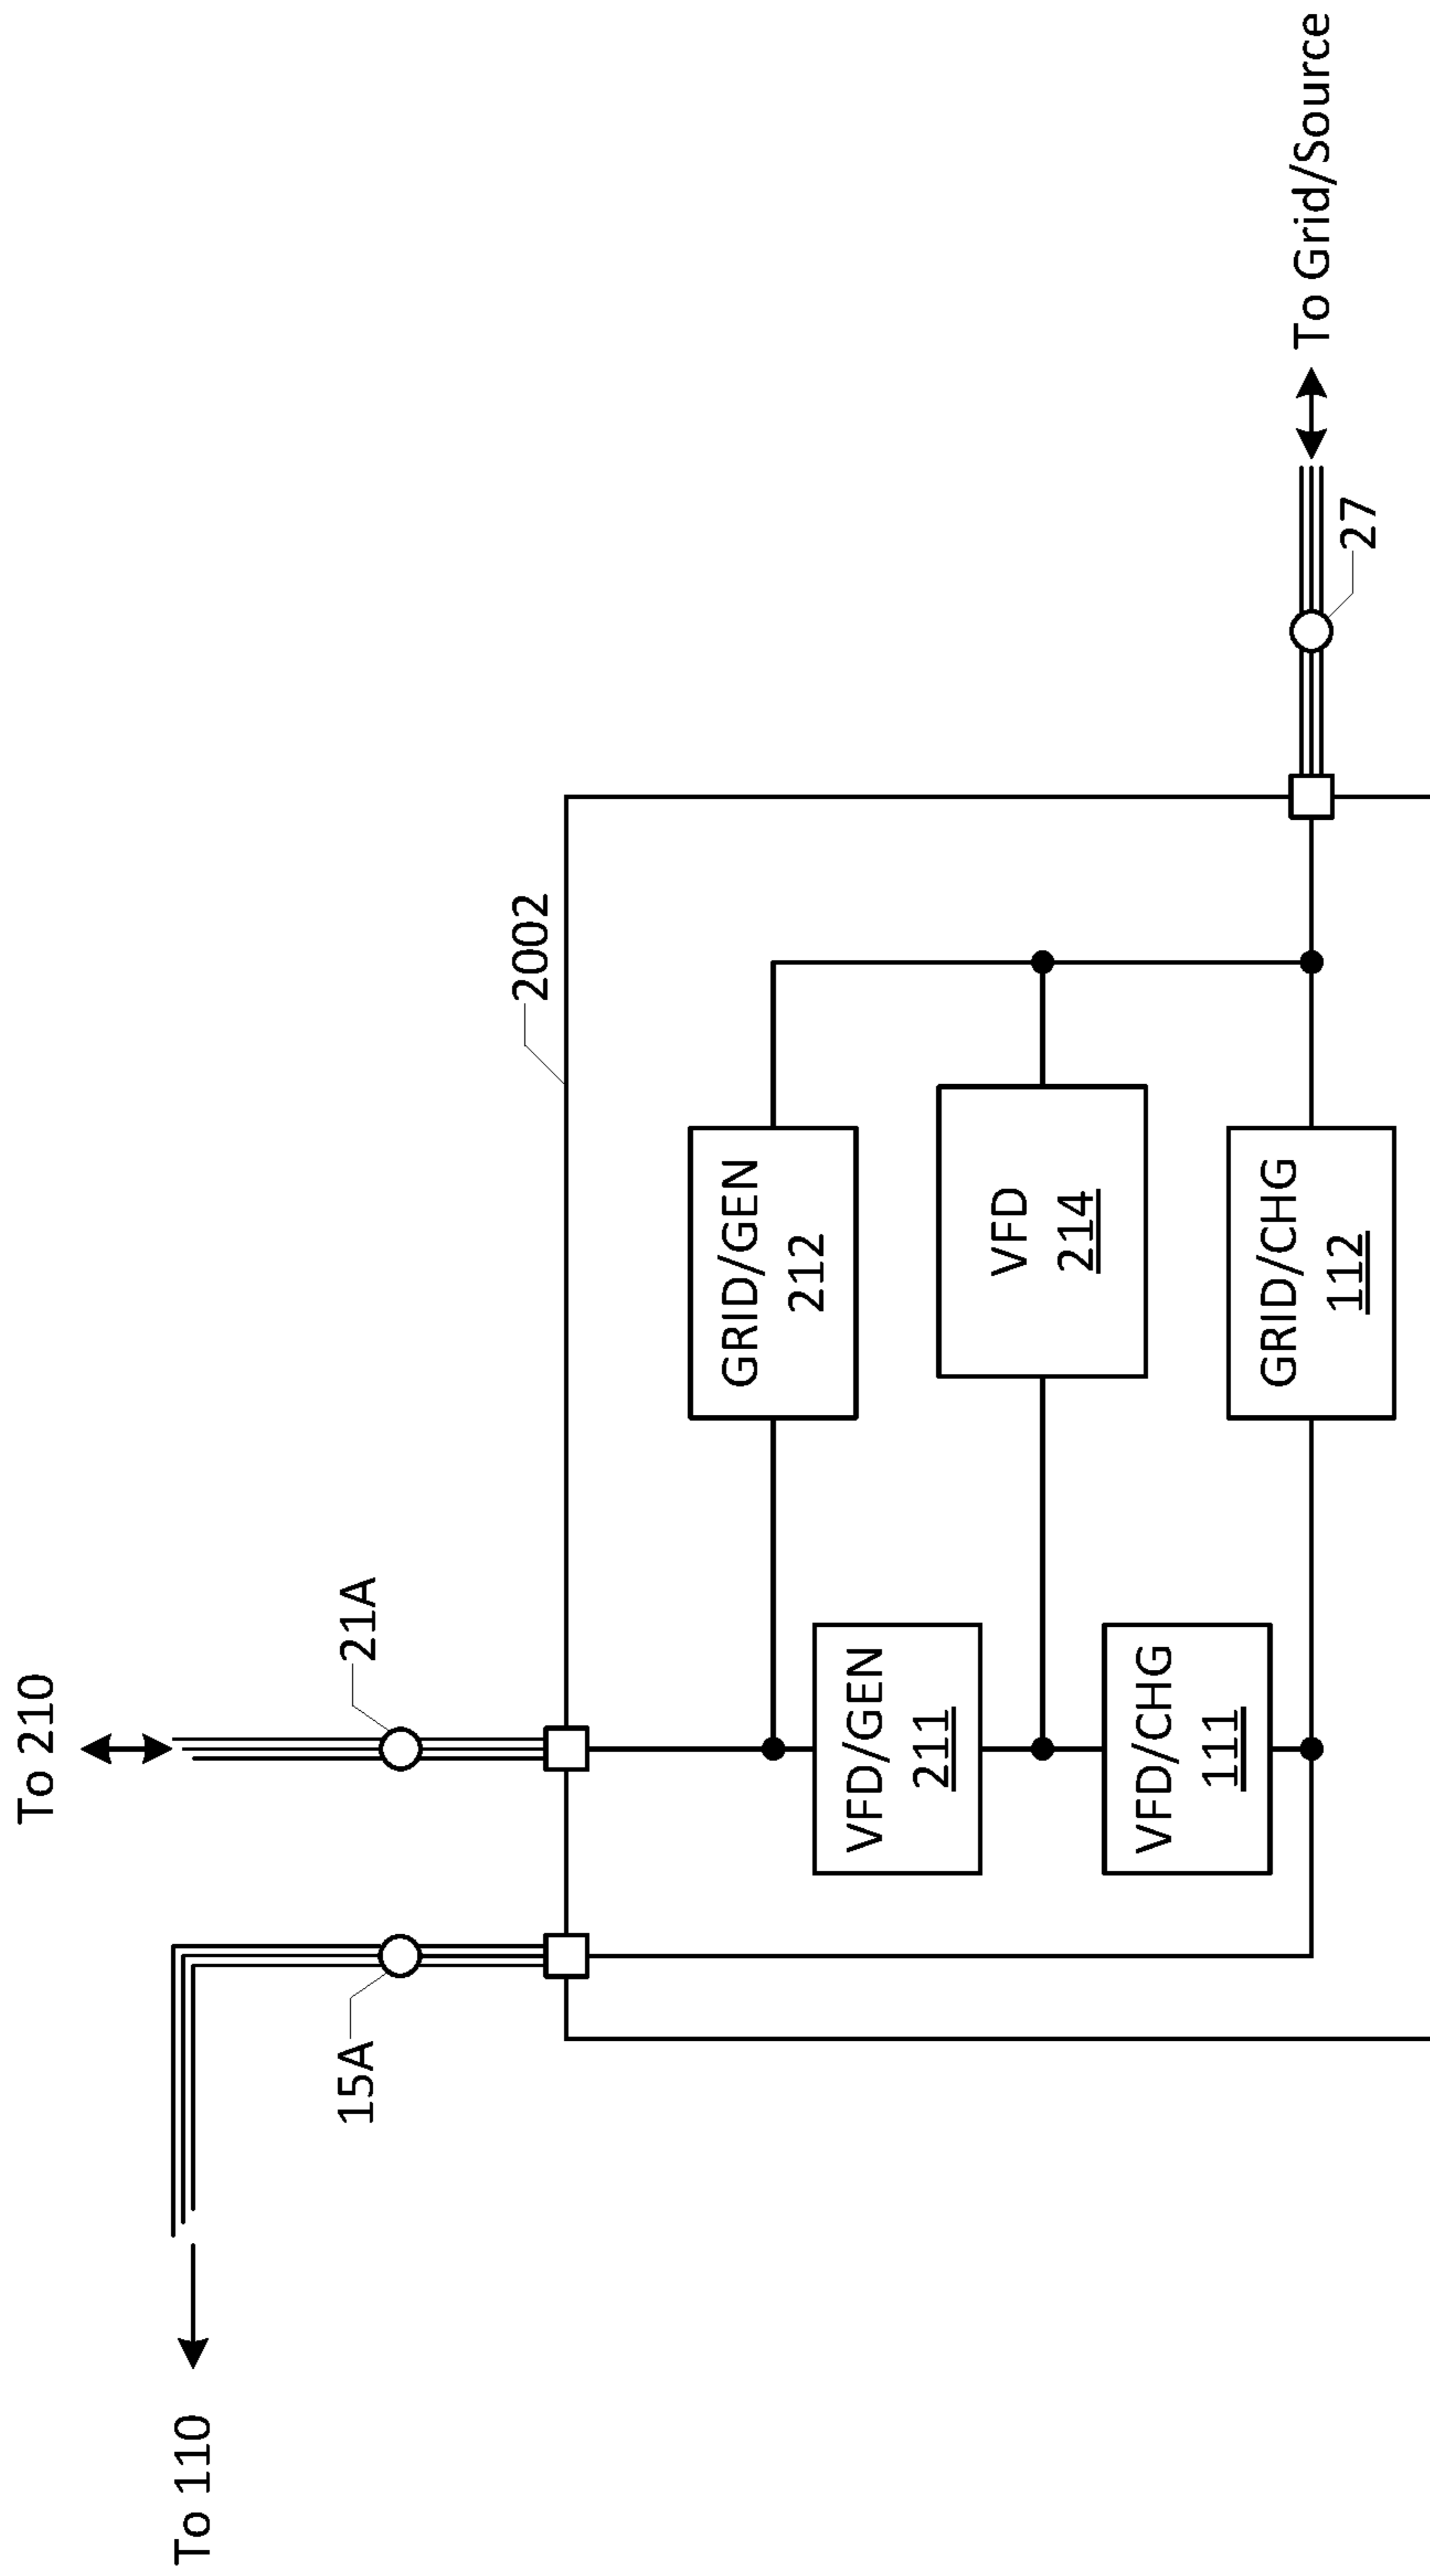 To 110
15A
To 210
21A
2002
VFD/GEN
211
VFD/CHG
111
GRID/GEN
212
VFD
214
GRID/CHG
112
27
To Grid/Source